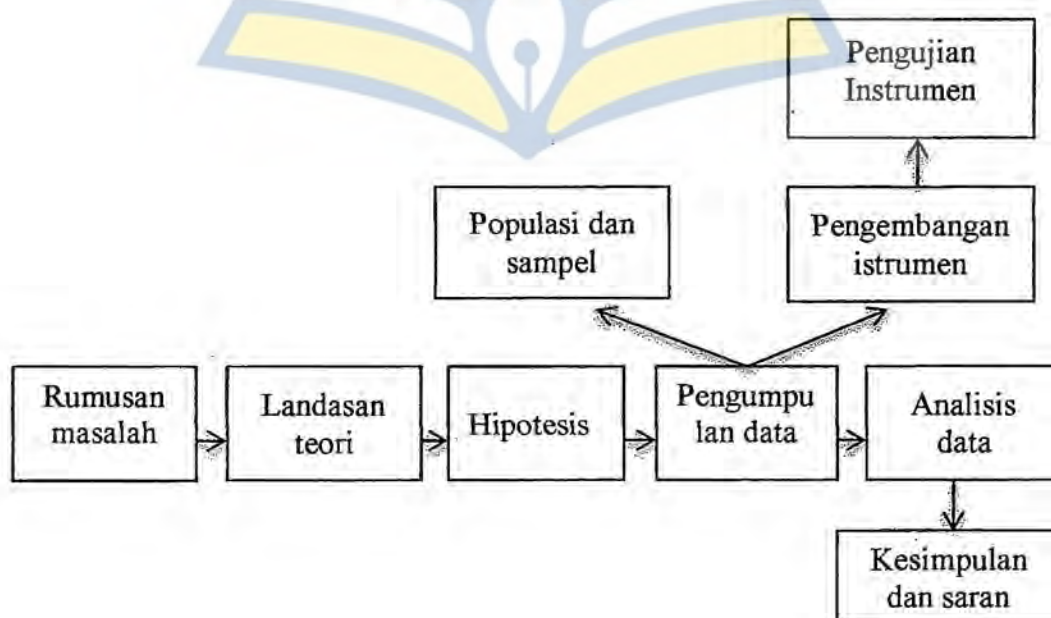 Pengujian
Instrumen
Populasi dan
sampel
Pengembangan
istrumen
Rumusan
masalah
Landasan
teori
Hipotesis
Pengumpu
lan data
Analisis
data
Kesimpulan
dan saran